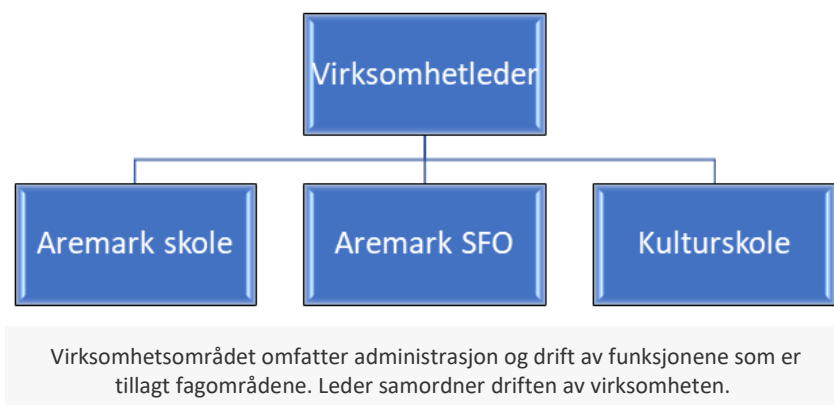 Virksomhetleder
Aremark skole
Aremark SFO
Kulturskole
Virksomhetsområdet omfatter administrasjon og drift av funksjonene som er
tillagt fagområdene. Leder samordner driften av virksomheten.